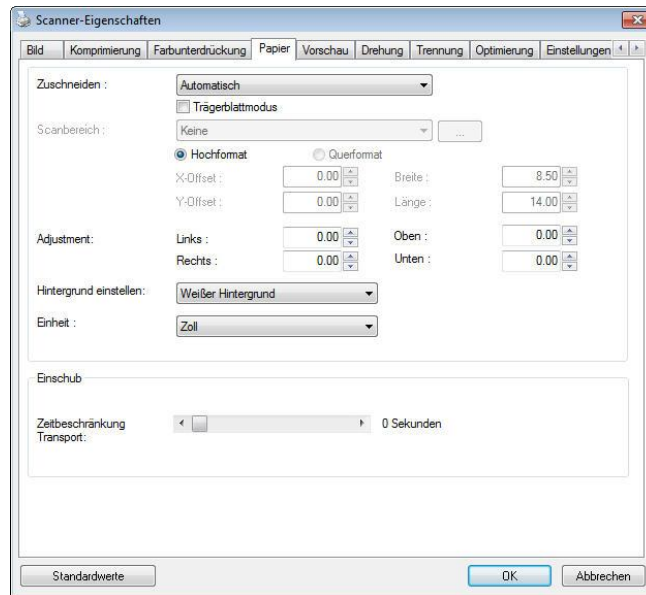 Scanner-Eigenschaften
Bild Komprimierung Farbunterdrückung Papier Vorschau Drehung Trennung Optimierung Einstellungen
Zuschneiden : Automatisch
Trägerblattmodus
Scanbereich : Keine ...
Hochformat Querformat
X-Offset : 0.00 Breite : 8.50
Y-Offset : 0.00 Länge : 14.00
Adjustment: Links : 0.00 Oben : 0.00
Rechts : 0.00 Unten : 0.00
Hintergrund einstellen: Weißer Hintergrund
Einheit : Zoll
Einschub
Zeitbeschränkung
Transport: 0 Sekunden
Standardwerte OK Abbrechen